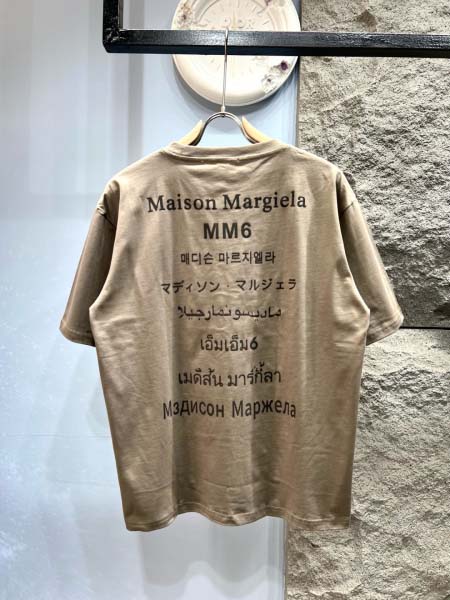 Maison Margiela
MM6
매디슨 마르지엘라
マディソン・マルジェラ
ماديسونمارجيلا
เอ็มเอ็ม6
เมดิสัน มาร์กี้ลา
Мэдисон Маржела